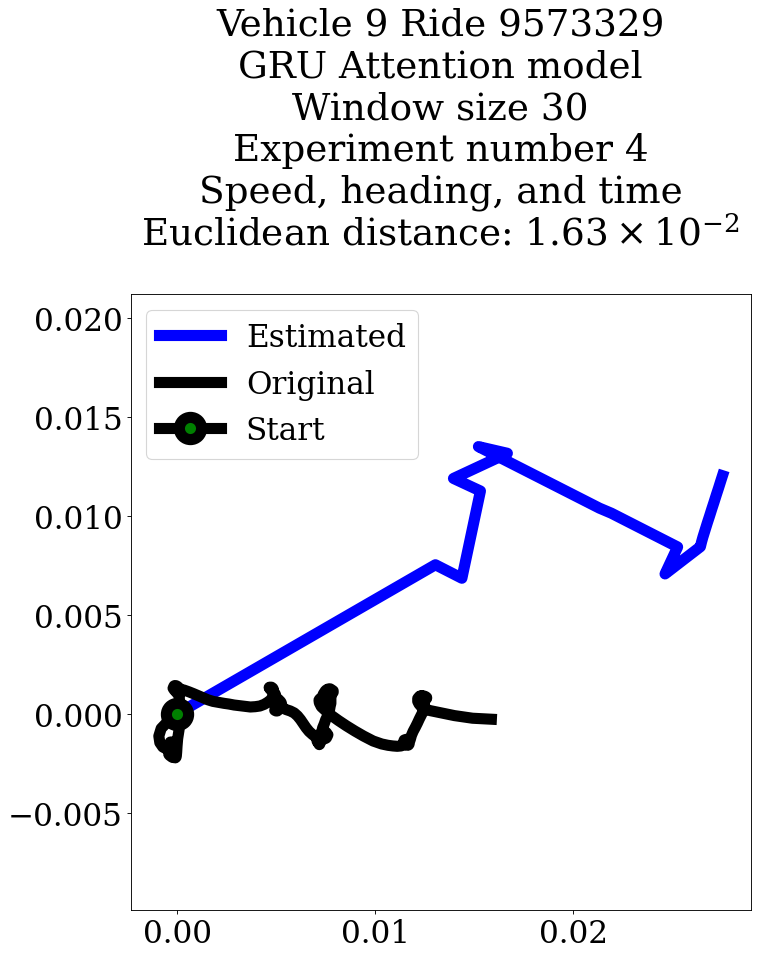 Vehicle 9 Ride 9573329
GRU Attention model
Window size 30
Experiment number 4
Speed, heading, and time
Euclidean distance: 1.63 × 10⁻²
Estimated
Original
Start
0.020
0.015
0.010
0.005
0.000
−0.005
0.00 0.01 0.02